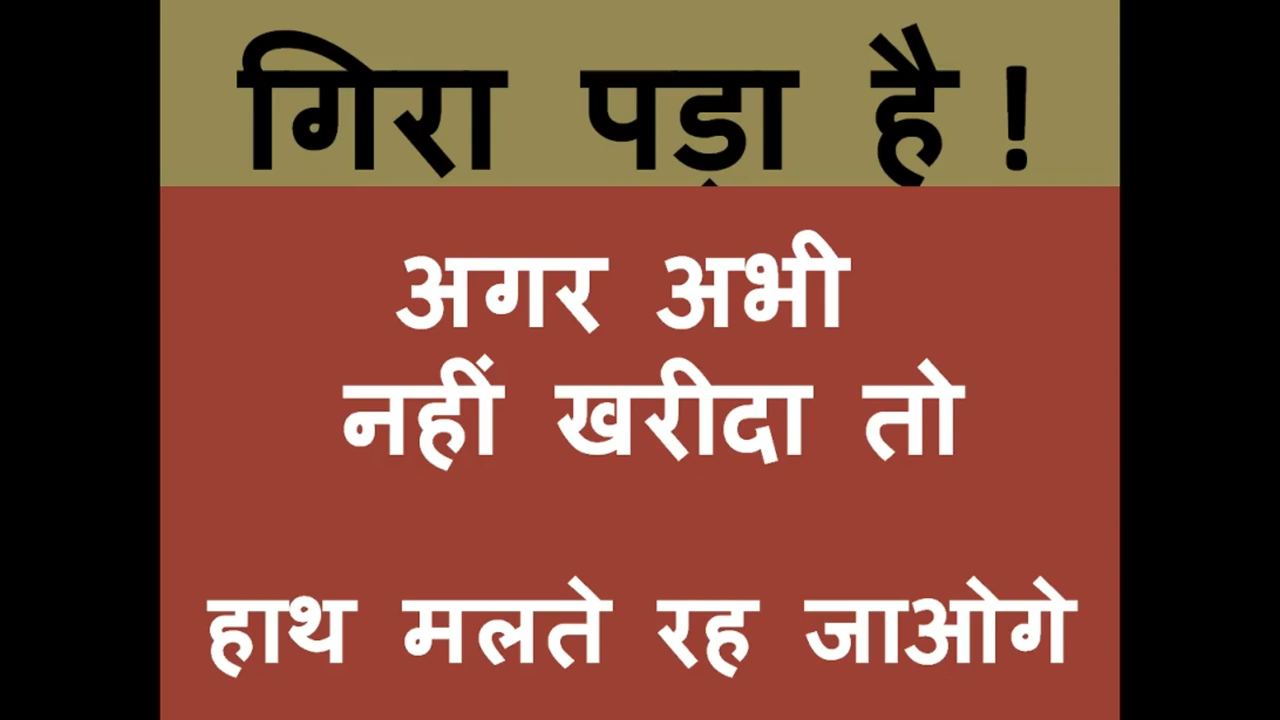 गिरा पड़ा है !
अगर अभी
नहीं खरीदा तो
हाथ मलते रह जाओगे